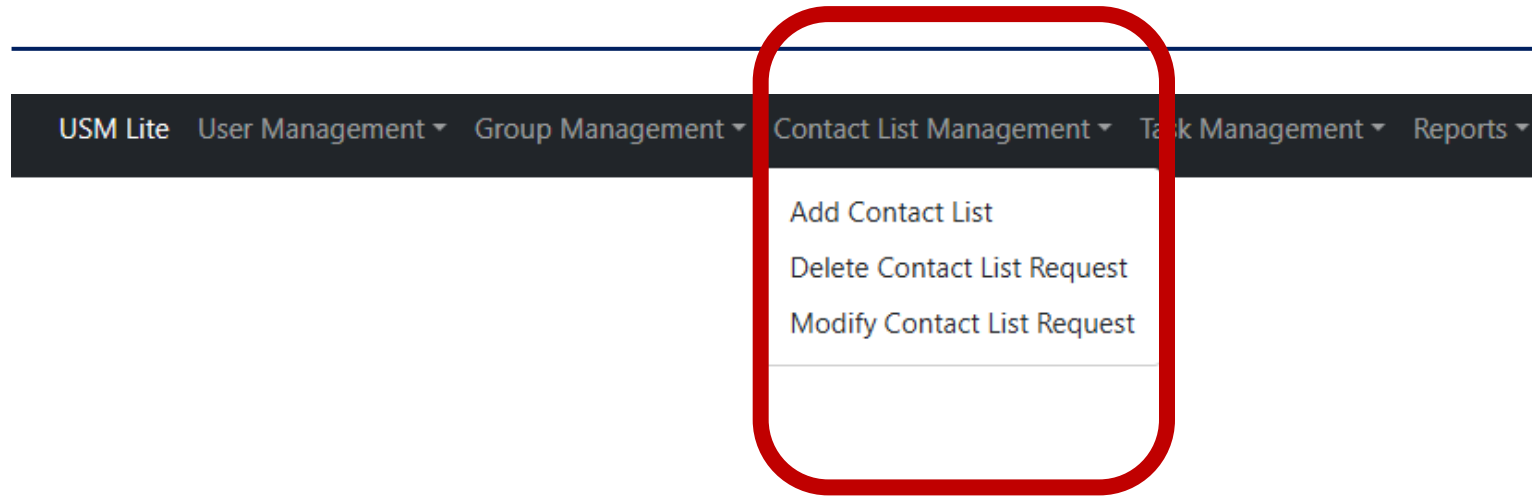 USM Lite User Management Group Management Contact List Management Task Management Reports
Add Contact List
Delete Contact List Request
Modify Contact List Request